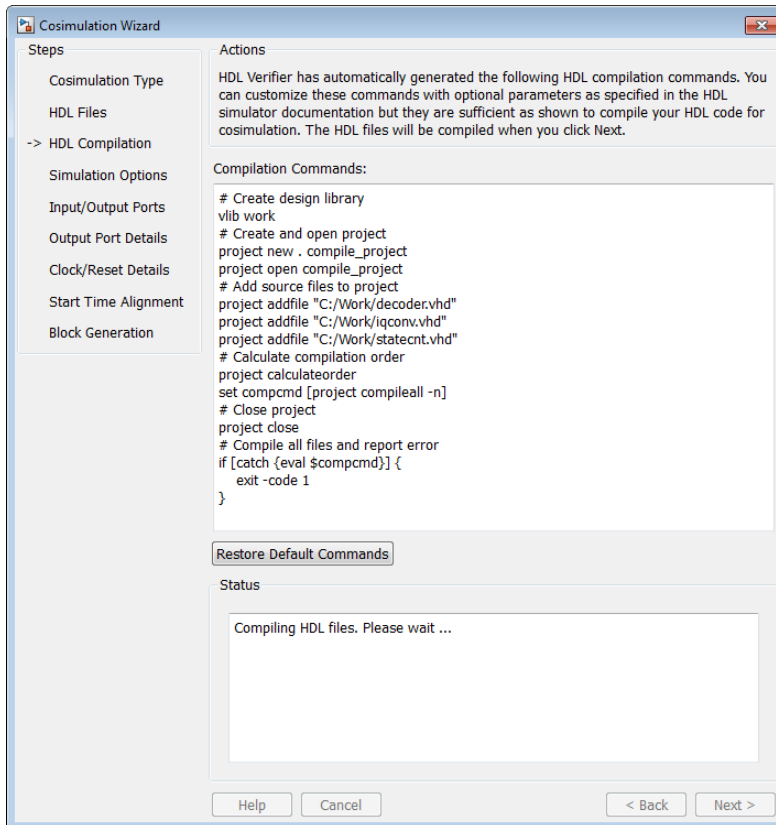 Cosimulation Wizard
Steps
Cosimulation Type
HDL Files
-> HDL Compilation
Simulation Options
Input/Output Ports
Output Port Details
Clock/Reset Details
Start Time Alignment
Block Generation
Actions
HDL Verifier has automatically generated the following HDL compilation commands. You
can customize these commands with optional parameters as specified in the HDL
simulator documentation but they are sufficient as shown to compile your HDL code for
cosimulation. The HDL files will be compiled when you click Next.
Compilation Commands:
# Create design library
vlib work
# Create and open project
project new . compile_project
project open compile_project
# Add source files to project
project addfile "C:/Work/decoder.vhd"
project addfile "C:/Work/iqconv.vhd"
project addfile "C:/Work/statecnt.vhd"
# Calculate compilation order
project calculateorder
set compcmd [project compileall -n]
# Close project
project close
# Compile all files and report error
if [catch {eval $compcmd}] {
exit -code 1
}
Restore Default Commands
Status
Compiling HDL files. Please wait ...
Help Cancel < Back Next >